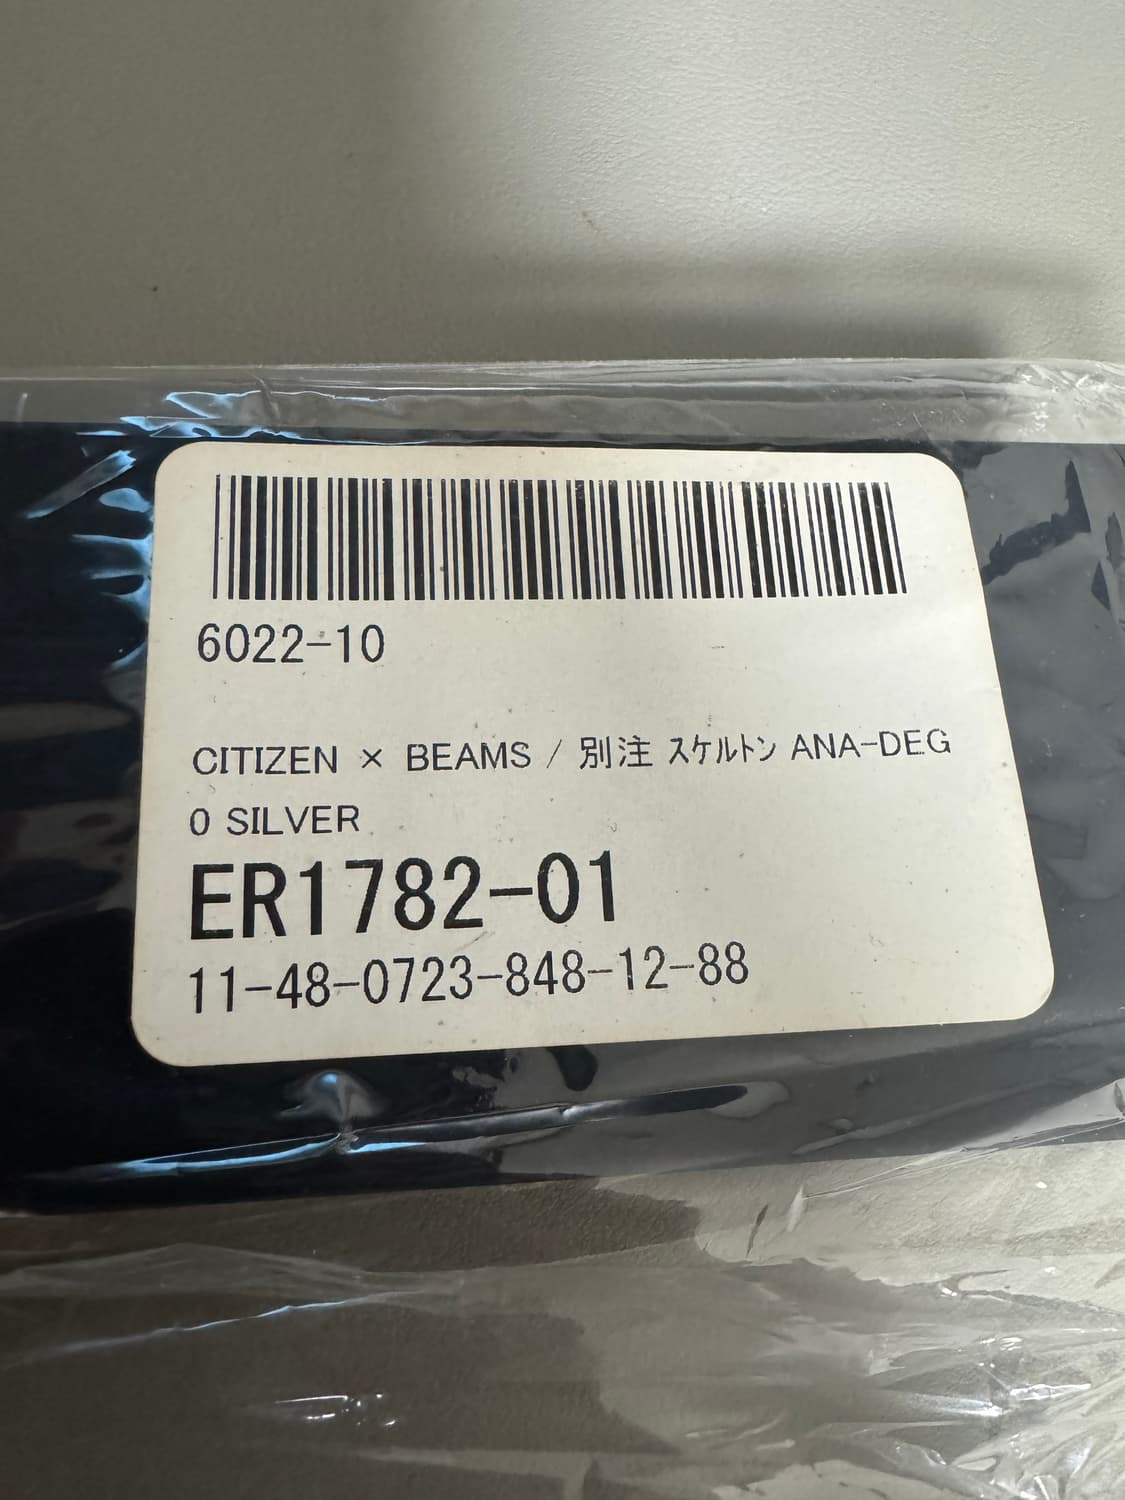 6022-10
CITIZEN × BEAMS / 別注 スケルトン ANA-DEG
0 SILVER
ER1782-01
11-48-0723-848-12-88